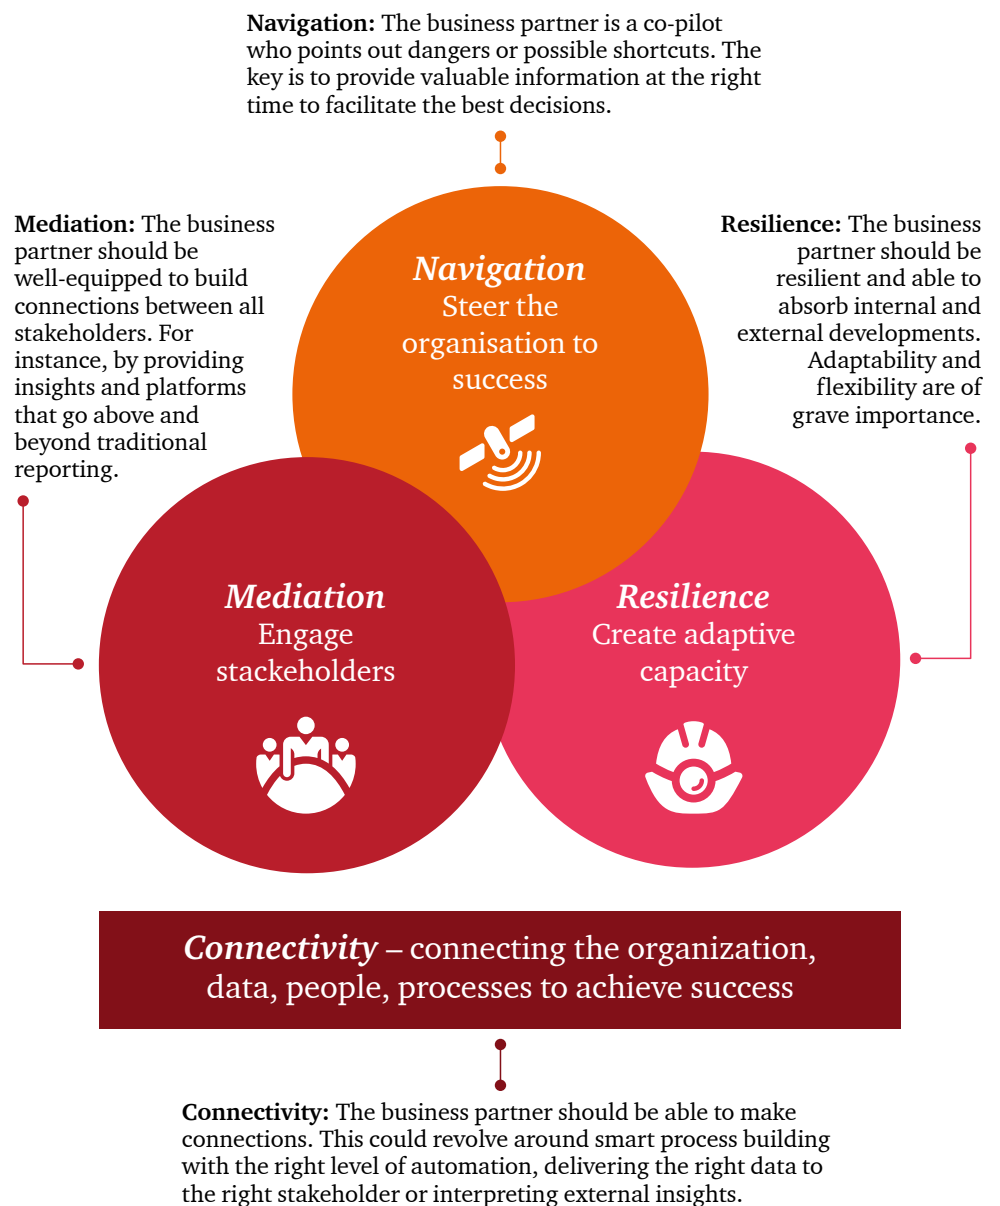 Navigation: The business partner is a co-pilot
who points out dangers or possible shortcuts. The
key is to provide valuable information at the right
time to facilitate the best decisions.
Mediation: The business
partner should be
well-equipped to build
connections between all
stakeholders. For
instance, by providing
insights and platforms
that go above and
beyond traditional
reporting.
Navigation
Steer the
organisation to
success
Resilience: The business
partner should be
resilient and able to
absorb internal and
external developments.
Adaptability and
flexibility are of
grave importance.
Mediation
Engage
stackeholders
Resilience
Create adaptive
capacity
Connectivity – connecting the organization,
data, people, processes to achieve success
Connectivity: The business partner should be able to make
connections. This could revolve around smart process building
with the right level of automation, delivering the right data to
the right stakeholder or interpreting external insights.